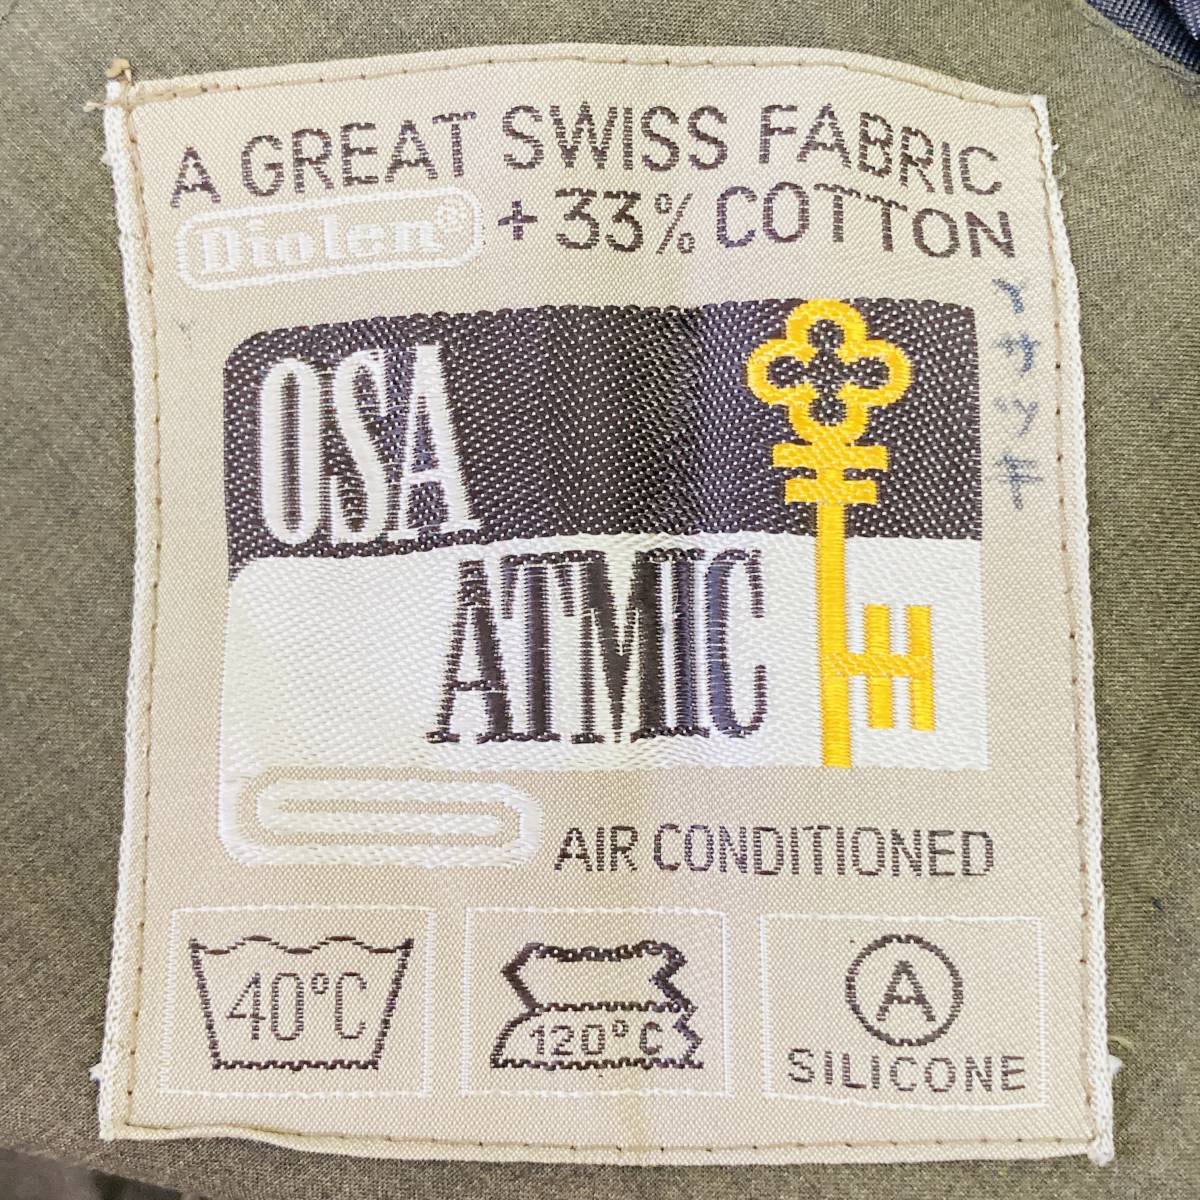 A GREAT SWISS FABRIC
Diolen® + 33% COTTON
OSA
ATMIC
AIR CONDITIONED
40°C
120°C
A
SILICONE